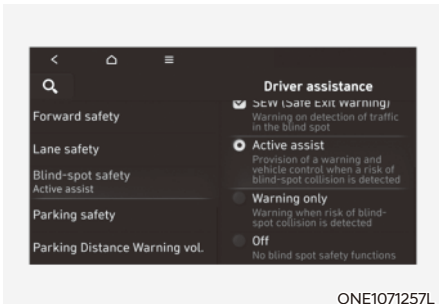 Driver assistance
Forward safety
Lane safety
Blind-spot safety
Active assist
Parking safety
Parking Distance Warning vol.
SEW (Safe Exit Warning)
Warning on detection of traffic
in the blind spot
Active assist
Provision of a warning and
vehicle control when a risk of
blind-spot collision is detected
Warning only
Warning when risk of blind-
spot collision is detected
Off
No blind spot safety functions
ONE1071257L